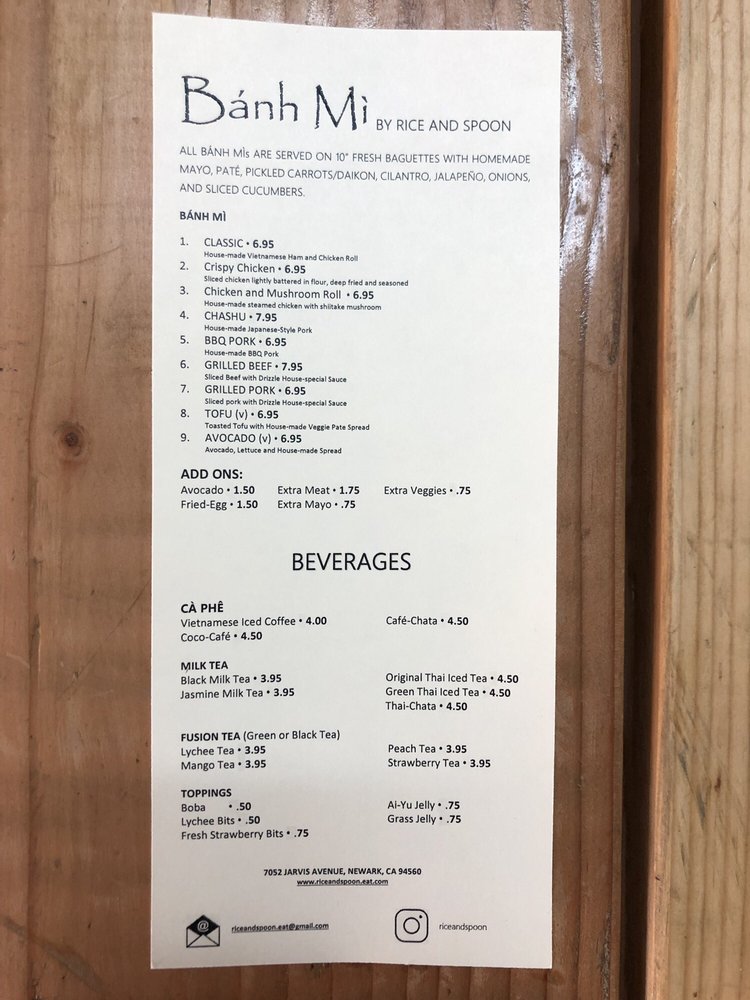 Bánh Mì BY RICE AND SPOON
ALL BÁNH MÌs ARE SERVED ON 10" FRESH BAGUETTES WITH HOMEMADE
MAYO, PATÉ, PICKLED CARROTS/DAIKON, CILANTRO, JALAPEÑO, ONIONS,
AND SLICED CUCUMBERS.
BÁNH MÌ
1. CLASSIC • 6.95
House-made Vietnamese Ham and Chicken Roll
2. Crispy Chicken • 6.95
Sliced chicken lightly battered in flour, deep fried and seasoned
3. Chicken and Mushroom Roll • 6.95
House-made steamed chicken with shiitake mushroom
4. CHASHU • 7.95
House-made Japanese-Style Pork
5. BBQ PORK • 6.95
House-made BBQ Pork
6. GRILLED BEEF • 7.95
Sliced Beef with Drizzle House-special Sauce
7. GRILLED PORK • 6.95
Sliced pork with Drizzle House-special Sauce
8. TOFU (v) • 6.95
Toasted Tofu with House-made Veggie Pate Spread
9. AVOCADO (v) • 6.95
Avocado, Lettuce and House-made Spread
ADD ONS:
Avocado • 1.50 Extra Meat • 1.75 Extra Veggies • .75
Fried-Egg • 1.50 Extra Mayo • .75
BEVERAGES
CÀ PHÊ
Vietnamese Iced Coffee • 4.00 Café-Chata • 4.50
Coco-Café • 4.50
MILK TEA
Black Milk Tea • 3.95 Original Thai Iced Tea • 4.50
Jasmine Milk Tea • 3.95 Green Thai Iced Tea • 4.50
Thai-Chata • 4.50
FUSION TEA (Green or Black Tea)
Lychee Tea • 3.95 Peach Tea • 3.95
Mango Tea • 3.95 Strawberry Tea • 3.95
TOPPINGS
Boba • .50 Ai-Yu Jelly • .75
Lychee Bits • .50 Grass Jelly • .75
Fresh Strawberry Bits • .75
7052 JARVIS AVENUE, NEWARK, CA 94560
www.riceandspoon.eat.com
riceandspoon.eat@gmail.com riceandspoon